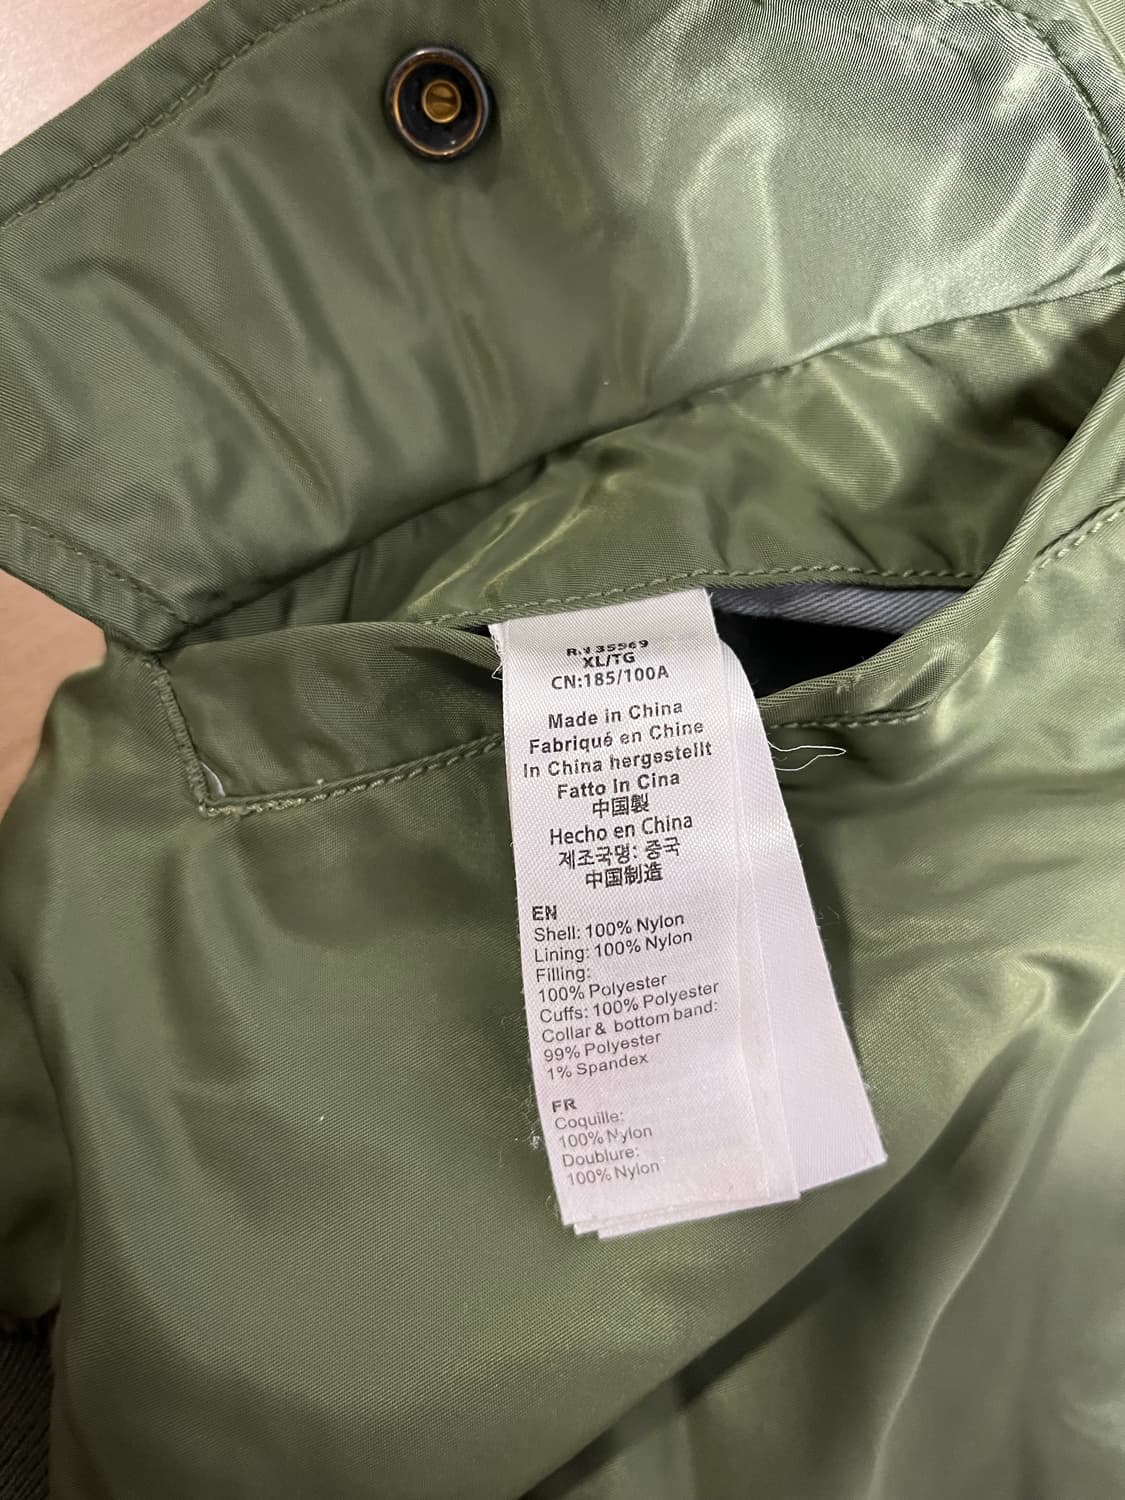 RN 35969
XL/TG
CN:185/100A
Made in China
Fabriqué en Chine
In China hergestellt
Fatto In Cina
中国製
Hecho en China
제조국명: 중국
中国制造
EN
Shell: 100% Nylon
Lining: 100% Nylon
Filling:
100% Polyester
Cuffs: 100% Polyester
Collar & bottom band:
99% Polyester
1% Spandex
FR
Coquille:
100% Nylon
Doublure:
100% Nylon